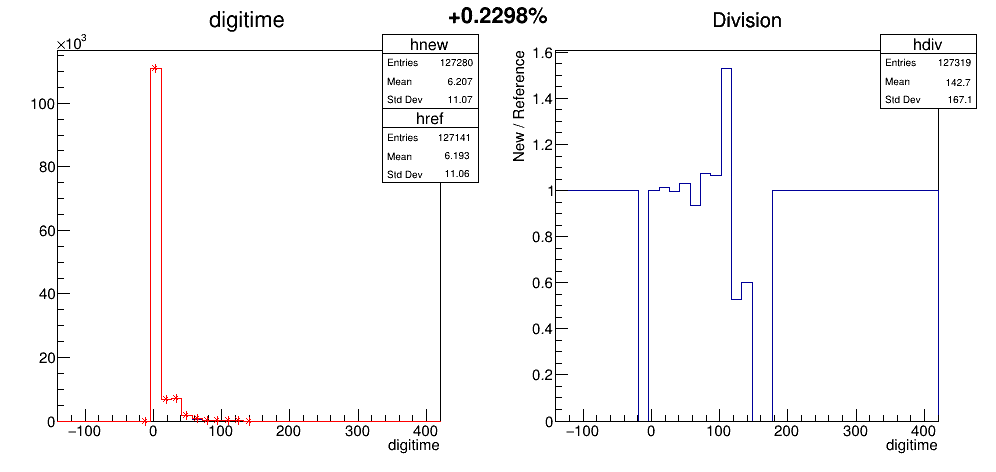 digitime
+0.2298%
Division
×10³
hnew
Entries 127280
Mean 6.207
Std Dev 11.07
href
Entries 127141
Mean 6.193
Std Dev 11.06
100
80
60
40
20
0
−100 0 100 200 300 400
digitime
hdiv
Entries 127319
Mean 142.7
Std Dev 167.1
New / Reference
1.6
1.4
1.2
1
0.8
0.6
0.4
0.2
0
−100 0 100 200 300 400
digitime